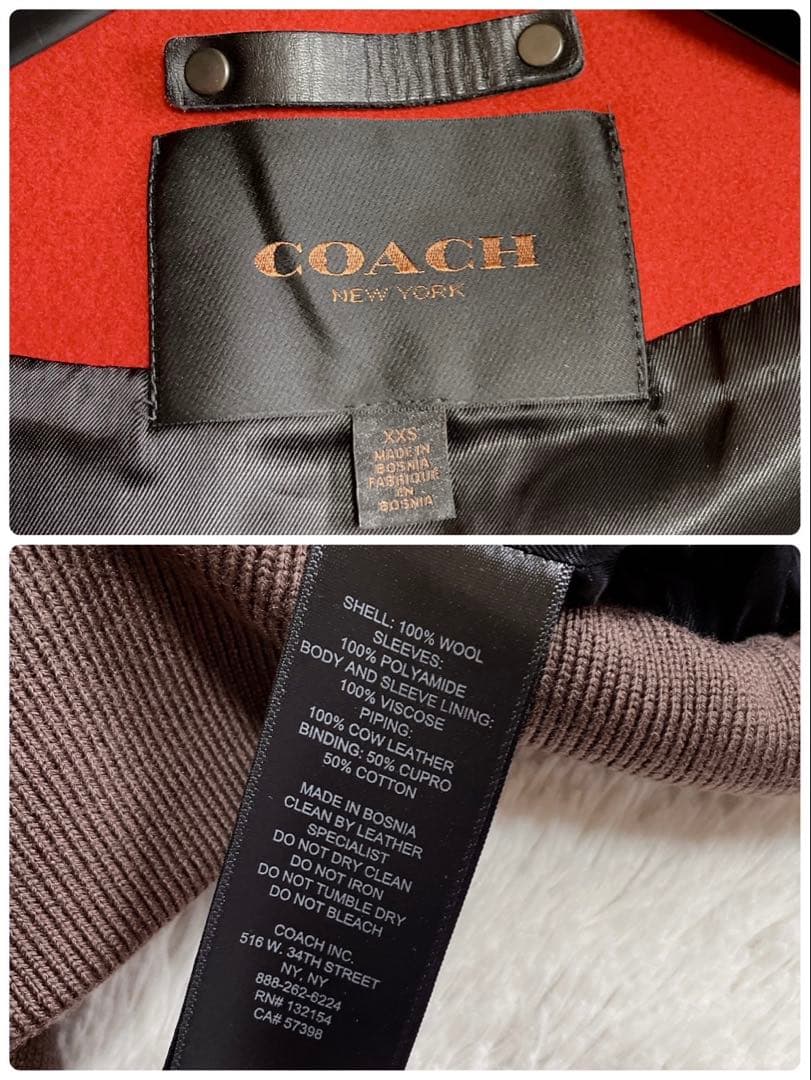 COACH
NEW YORK
XXS
MADE IN
BOSNIA
FABRIQUE
EN
BOSNIA
SHELL: 100% WOOL
SLEEVES:
100% POLYAMIDE
BODY AND SLEEVE LINING:
100% VISCOSE
PIPING:
100% COW LEATHER
BINDING: 50% CUPRO
50% COTTON
MADE IN BOSNIA
CLEAN BY LEATHER
SPECIALIST
DO NOT DRY CLEAN
DO NOT IRON
DO NOT TUMBLE DRY
DO NOT BLEACH
COACH INC.
516 W. 34TH STREET
NY. NY
888-262-6224
RN# 132154
CA# 57398